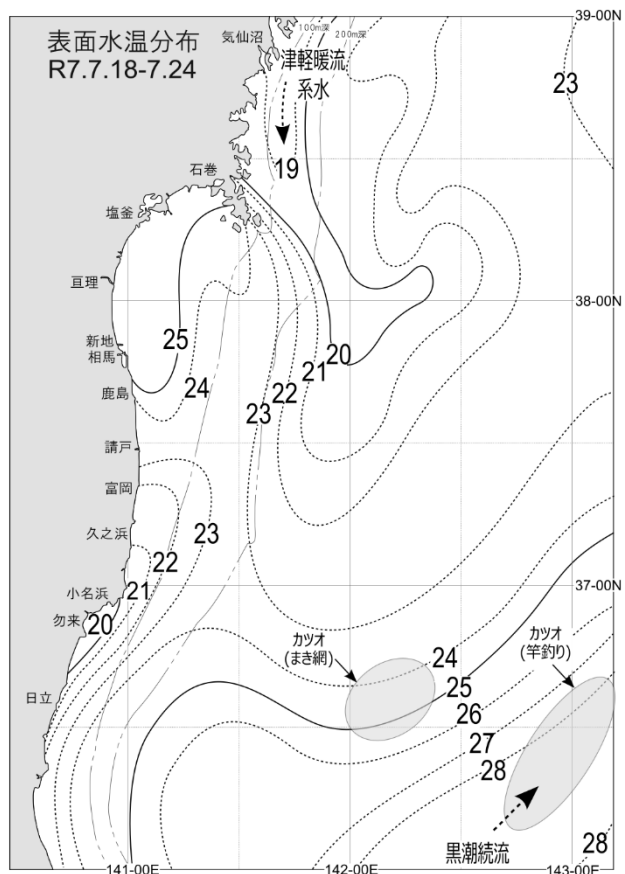 表面水温分布
R7.7.18-7.24
気仙沼
100m深
200m深
39-00N
津軽暖流
系水
23
19
石巻
塩釜
亘理
38-00N
新地
相馬
25
20
21
24
22
鹿島
23
請戸
富岡
久之浜
23
22
21
小名浜
37-00N
勿来
20
カツオ
(まき網)
カツオ
(竿釣り)
24
25
日立
26
27
28
黒潮続流
28
141-00E
142-00E
143-00E